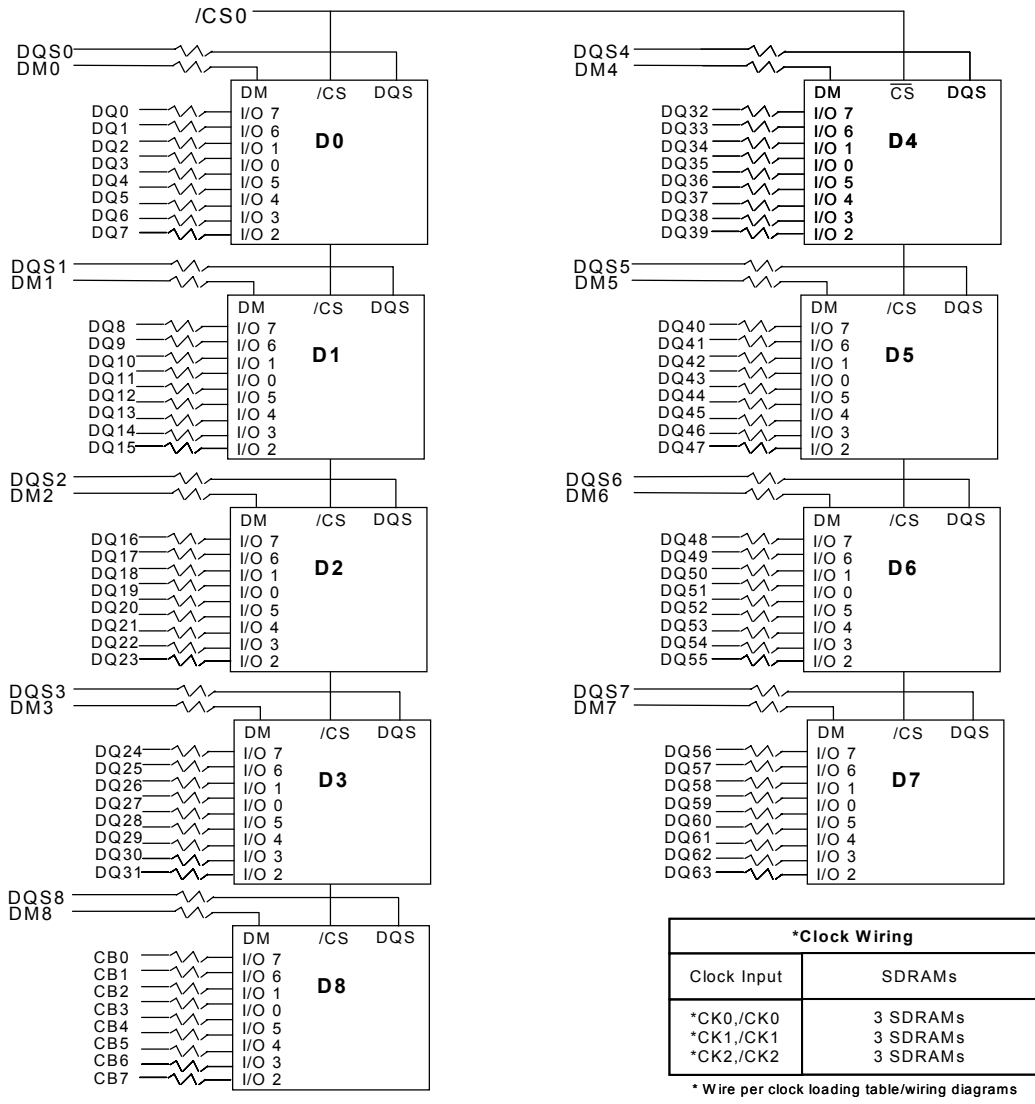 /CS0
DQS0
DM0
DM /CS DQS
D0
DQ0 I/O 7
DQ1 I/O 6
DQ2 I/O 1
DQ3 I/O 0
DQ4 I/O 5
DQ5 I/O 4
DQ6 I/O 3
DQ7 I/O 2
DQS1
DM1
DM /CS DQS
D1
DQ8 I/O 7
DQ9 I/O 6
DQ10 I/O 1
DQ11 I/O 0
DQ12 I/O 5
DQ13 I/O 4
DQ14 I/O 3
DQ15 I/O 2
DQS2
DM2
DM /CS DQS
D2
DQ16 I/O 7
DQ17 I/O 6
DQ18 I/O 1
DQ19 I/O 0
DQ20 I/O 5
DQ21 I/O 4
DQ22 I/O 3
DQ23 I/O 2
DQS3
DM3
DM /CS DQS
D3
DQ24 I/O 7
DQ25 I/O 6
DQ26 I/O 1
DQ27 I/O 0
DQ28 I/O 5
DQ29 I/O 4
DQ30 I/O 3
DQ31 I/O 2
DQS8
DM8
DM /CS DQS
D8
CB0 I/O 7
CB1 I/O 6
CB2 I/O 1
CB3 I/O 0
CB4 I/O 5
CB5 I/O 4
CB6 I/O 3
CB7 I/O 2
DQS4
DM4
DM CS DQS
D4
DQ32 I/O 7
DQ33 I/O 6
DQ34 I/O 1
DQ35 I/O 0
DQ36 I/O 5
DQ37 I/O 4
DQ38 I/O 3
DQ39 I/O 2
DQS5
DM5
DM /CS DQS
D5
DQ40 I/O 7
DQ41 I/O 6
DQ42 I/O 1
DQ43 I/O 0
DQ44 I/O 5
DQ45 I/O 4
DQ46 I/O 3
DQ47 I/O 2
DQS6
DM6
DM /CS DQS
D6
DQ48 I/O 7
DQ49 I/O 6
DQ50 I/O 1
DQ51 I/O 0
DQ52 I/O 5
DQ53 I/O 4
DQ54 I/O 3
DQ55 I/O 2
DQS7
DM7
DM /CS DQS
D7
DQ56 I/O 7
DQ57 I/O 6
DQ58 I/O 1
DQ59 I/O 0
DQ60 I/O 5
DQ61 I/O 4
DQ62 I/O 3
DQ63 I/O 2
*Clock Wiring
Clock Input SDRAMs
*CK0,/CK0 3 SDRAMs
*CK1,/CK1 3 SDRAMs
*CK2,/CK2 3 SDRAMs
* Wire per clock loading table/wiring diagrams